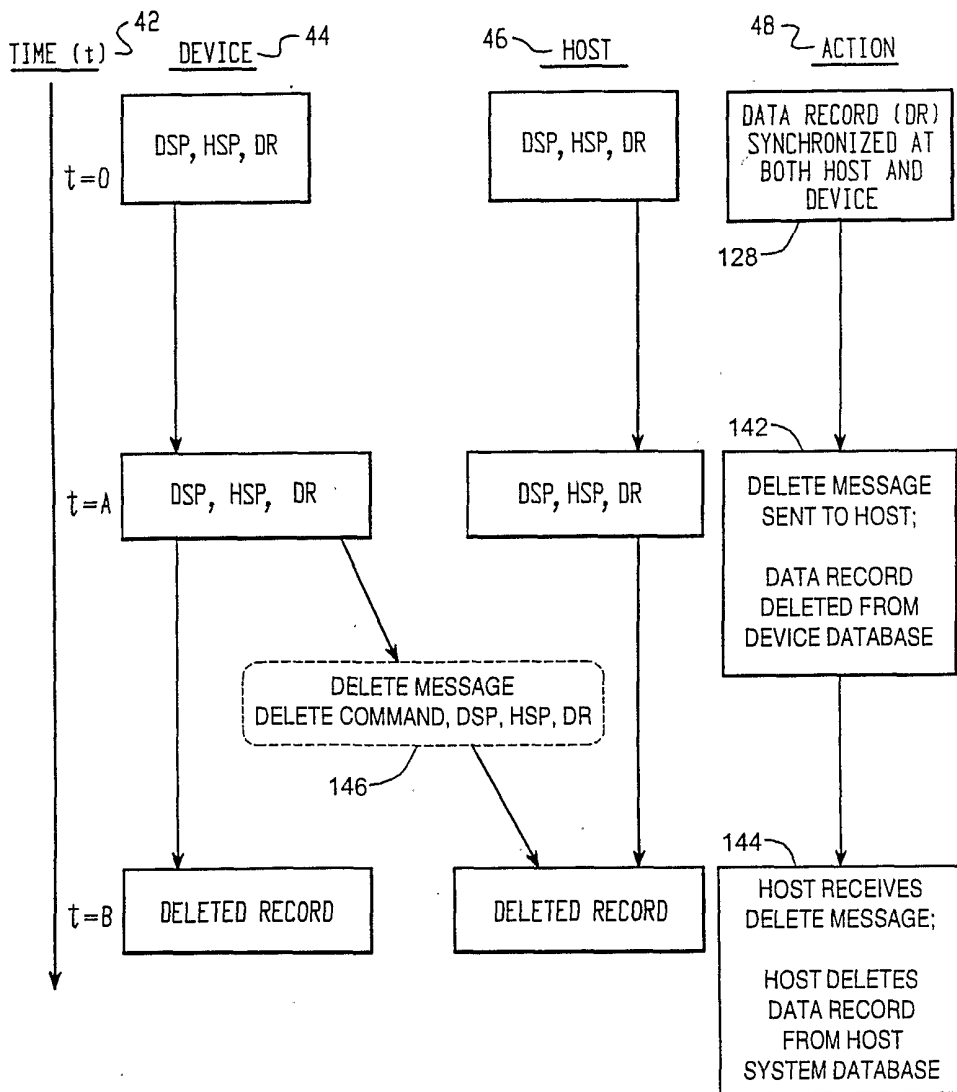 42
44
46
48
TIME (t)
DEVICE
HOST
ACTION
t=0
DSP, HSP, DR
DSP, HSP, DR
DATA RECORD (DR)
SYNCHRONIZED AT
BOTH HOST AND
DEVICE
128
t=A
DSP, HSP, DR
DSP, HSP, DR
142
DELETE MESSAGE
SENT TO HOST;
DATA RECORD
DELETED FROM
DEVICE DATABASE
DELETE MESSAGE
DELETE COMMAND, DSP, HSP, DR
146
t=B
DELETED RECORD
DELETED RECORD
144
HOST RECEIVES
DELETE MESSAGE;
HOST DELETES
DATA RECORD
FROM HOST
SYSTEM DATABASE